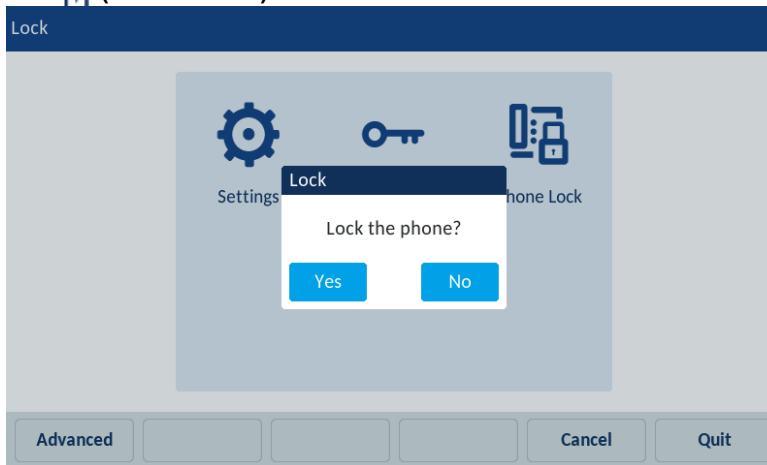 Lock
Settings
hone Lock
Lock
Lock the phone?
Yes
No
Advanced
Cancel
Quit